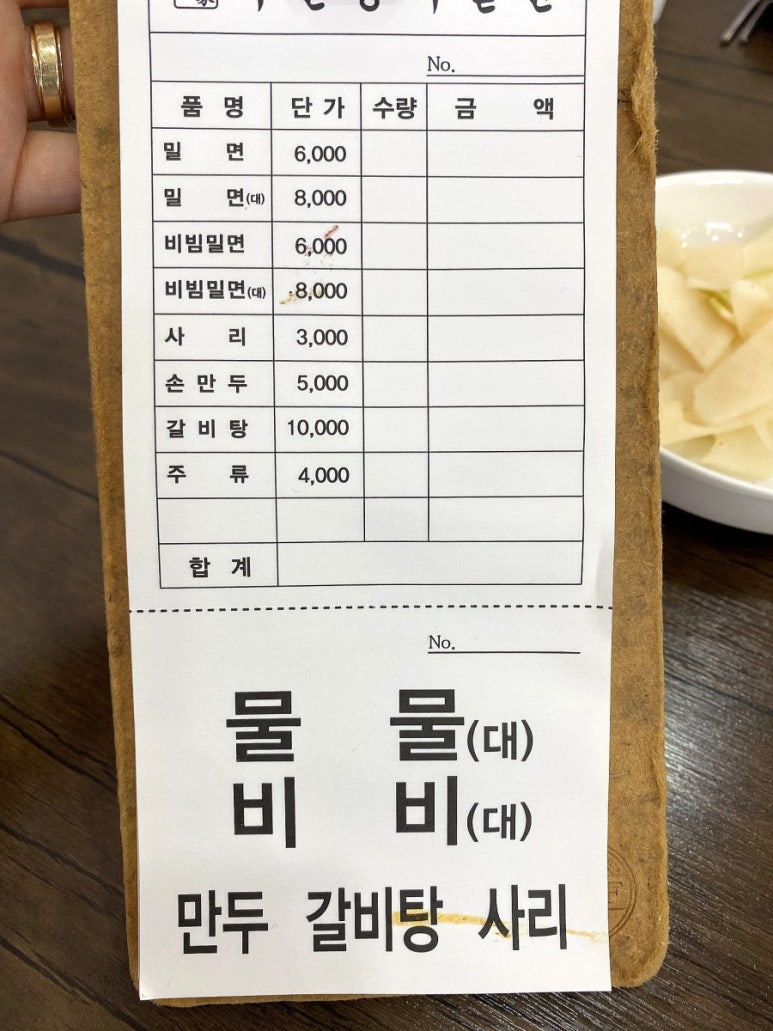 No.
품 명 단 가 수량 금 액
밀 면 6,000
밀 면(대) 8,000
비빔밀면 6,000
비빔밀면(대) 8,000
사 리 3,000
손 만 두 5,000
갈 비 탕 10,000
주 류 4,000
합 계
No.
물 물(대)
비 비(대)
만두 갈비탕 사리